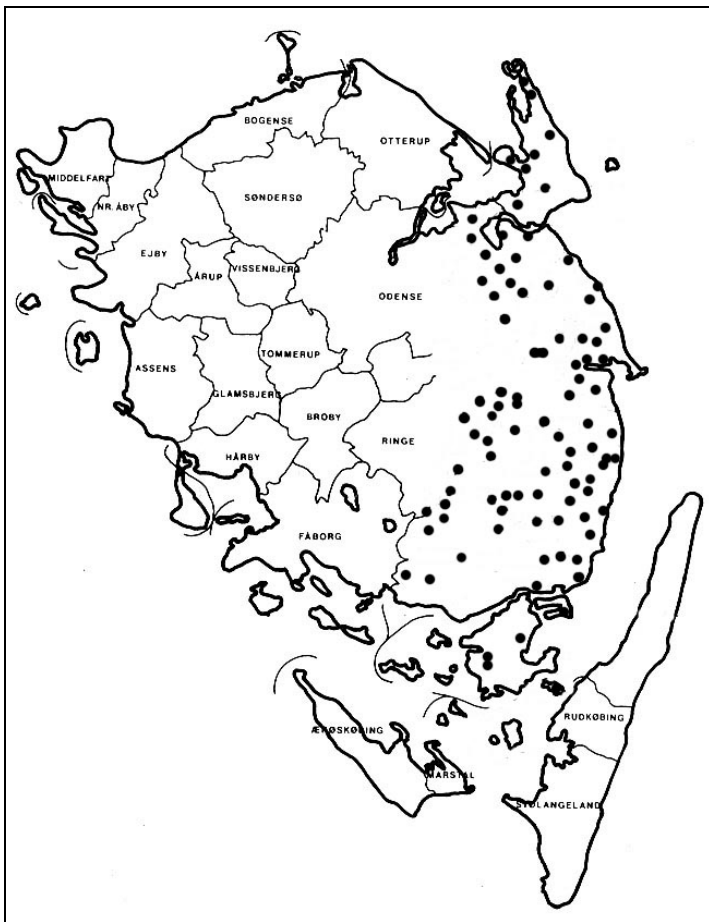 BOGENSE
OTTERUP
MIDDELFART
NR. ÅBY
SØNDERSØ
EJBY
ÅRUP
VISSENBJERG
ODENSE
ASSENS
TOMMERUP
GLAMSBJERG
BROBY
RINGE
HÅRBY
FÅBORG
RUDKØBING
ÆRØSKØBING
MARSTAL
SYDLANGELAND